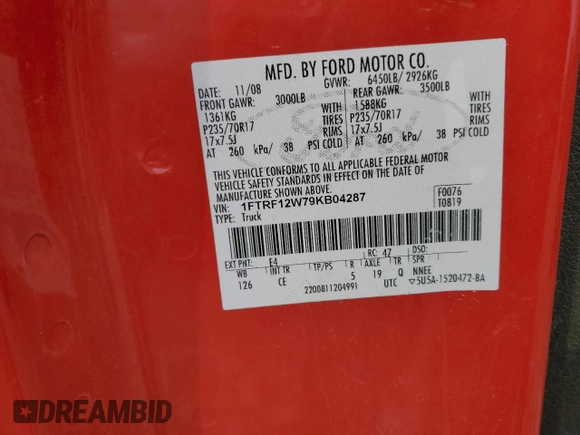 MFD. BY FORD MOTOR CO.
DATE: 11/08 GVWR: 6450LB/ 2926KG
FRONT GAWR: 3000LB REAR GAWR: 3500LB
1361KG WITH 1588KG WITH
P235/70R17 TIRES P235/70R17 TIRES
17x7.5J RIMS 17x7.5J RIMS
AT 260 kPa/ 38 PSI COLD AT 260 kPa/ 38 PSI COLD
THIS VEHICLE CONFORMS TO ALL APPLICABLE FEDERAL MOTOR
VEHICLE SAFETY STANDARDS IN EFFECT ON THE DATE OF
MANUFACTURE SHOWN ABOVE.
VIN: 1FTRF12W79KB04287 F0076
TYPE: Truck T0819
EXT PNT: E4 RC: 47 DSO:
WB INT TR TP/PS R AXLE TR SPR
126 CE 5 19 Q NNEE
2200811204991 UTC 5U5A-1520472-BA
Ford
DREAMBID